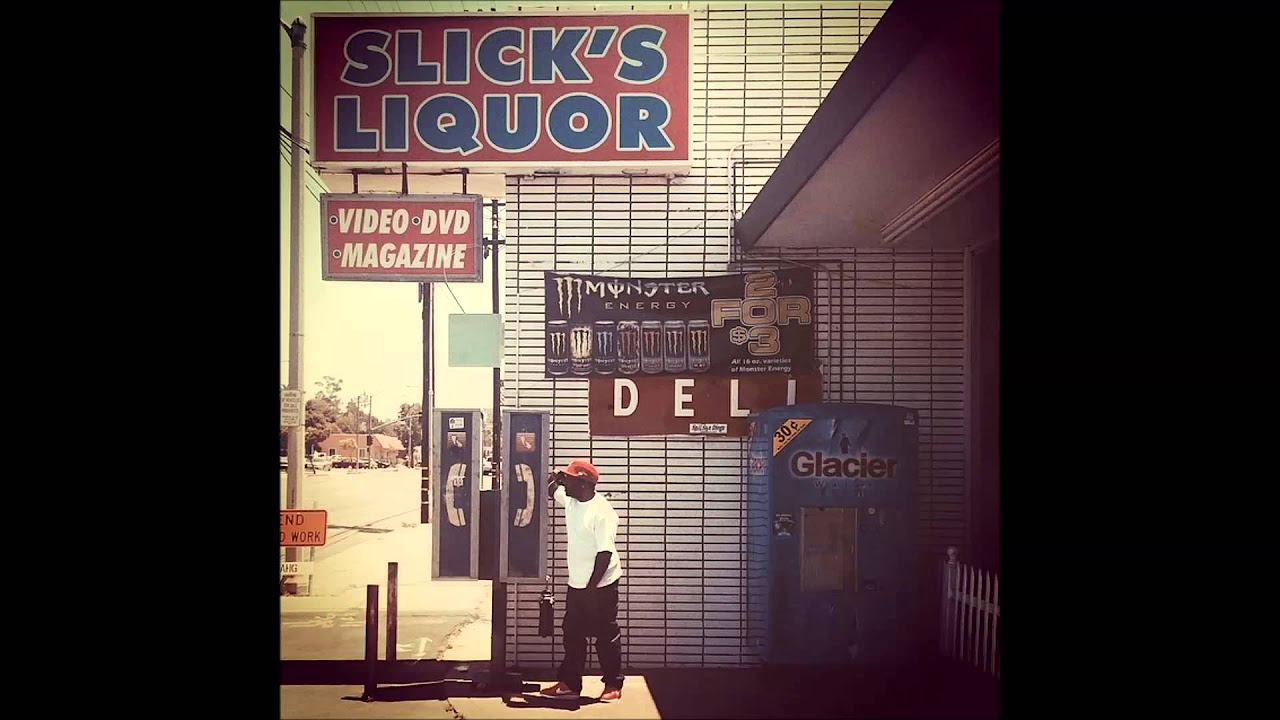 SLICK'S
LIQUOR
VIDEO DVD
MAGAZINE
MONSTER
ENERGY
2
FOR
$3
All 16 oz. varieties
of Monster Energy
DELI
30¢
Glacier
WATER
END
D WORK